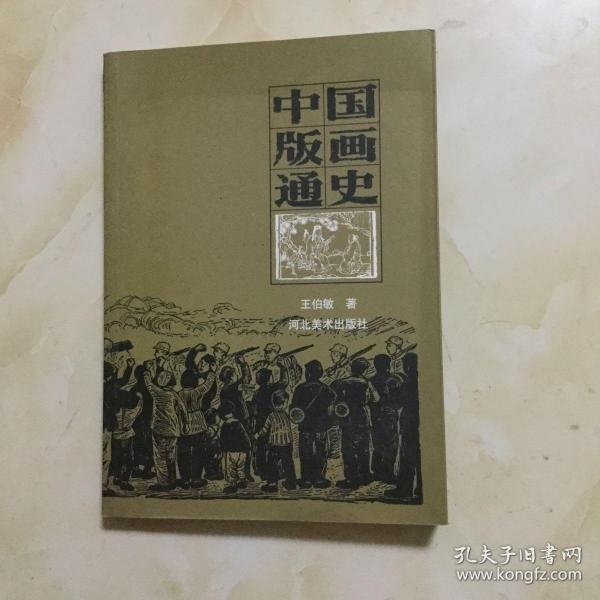 中国
版画
通史
王伯敏 著
河北美术出版社
孔夫子旧书网
www.kongfz.com